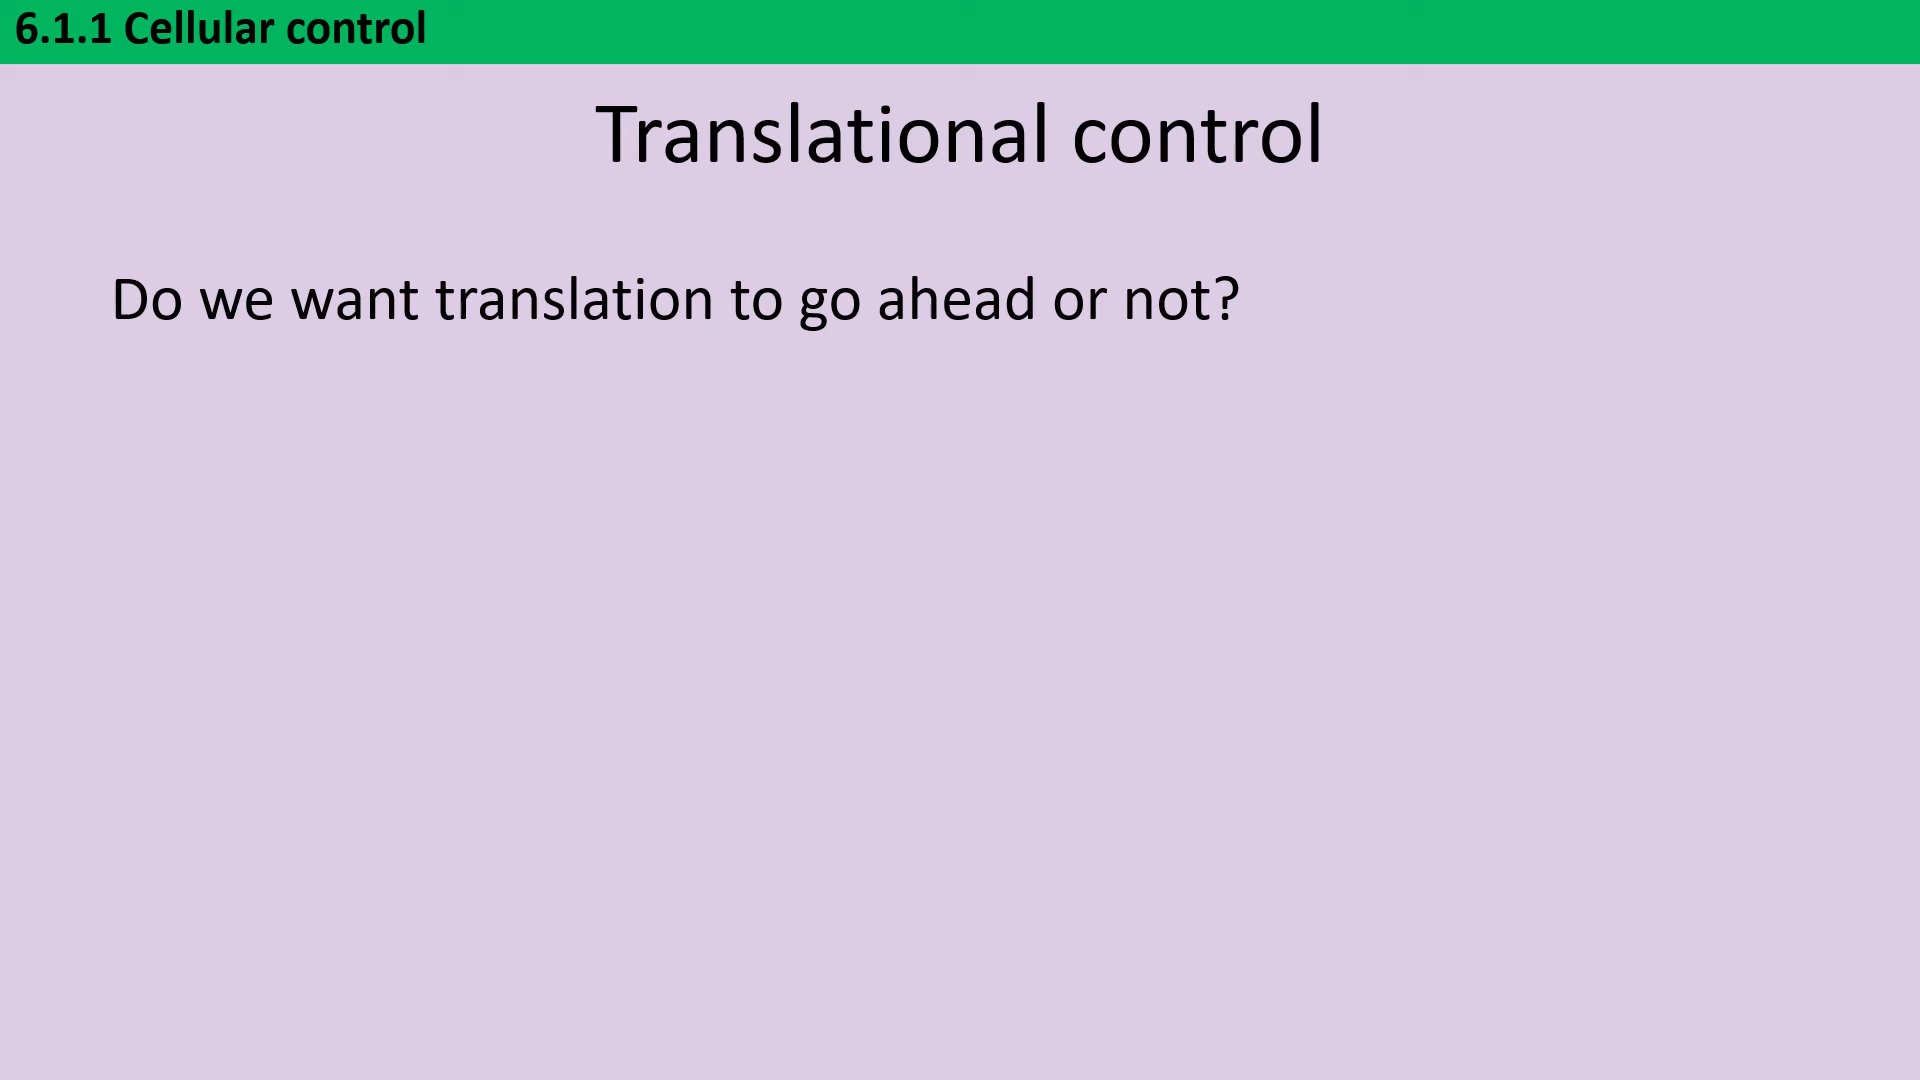 6.1.1 Cellular control
Translational control
Do we want translation to go ahead or not?